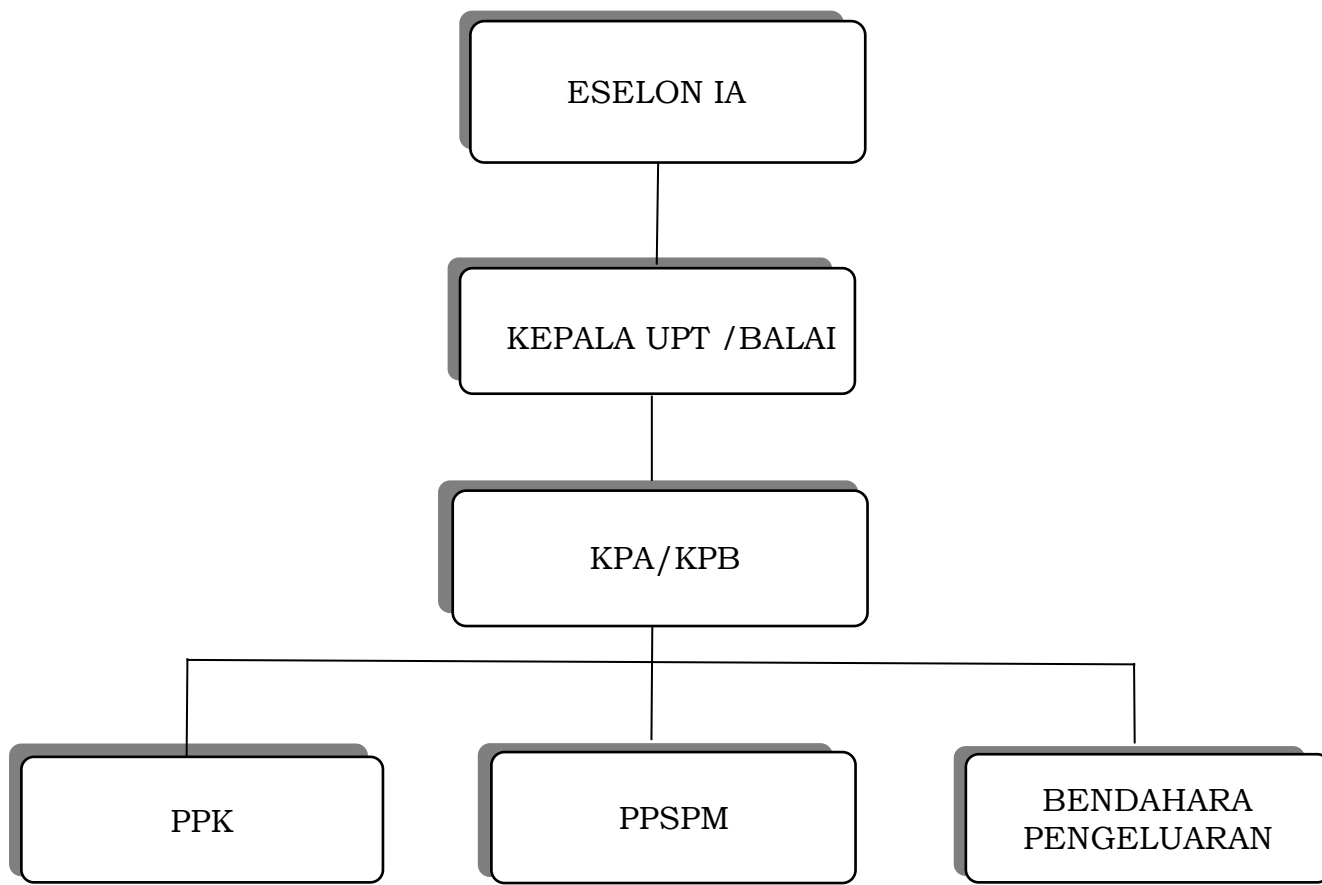 ESELON IA
KEPALA UPT /BALAI
KPA/KPB
PPK
PPSPM
BENDAHARA
PENGELUARAN